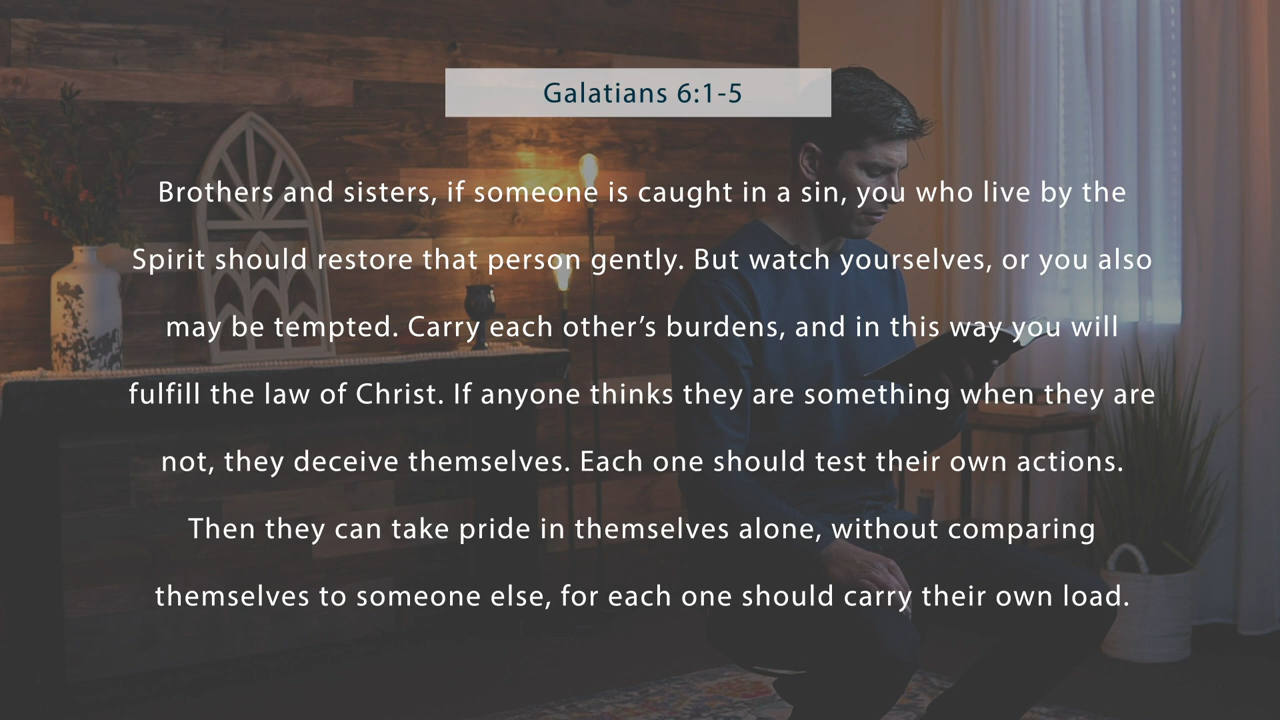 Galatians 6:1-5
Brothers and sisters, if someone is caught in a sin, you who live by the
Spirit should restore that person gently. But watch yourselves, or you also
may be tempted. Carry each other’s burdens, and in this way you will
fulfill the law of Christ. If anyone thinks they are something when they are
not, they deceive themselves. Each one should test their own actions.
Then they can take pride in themselves alone, without comparing
themselves to someone else, for each one should carry their own load.